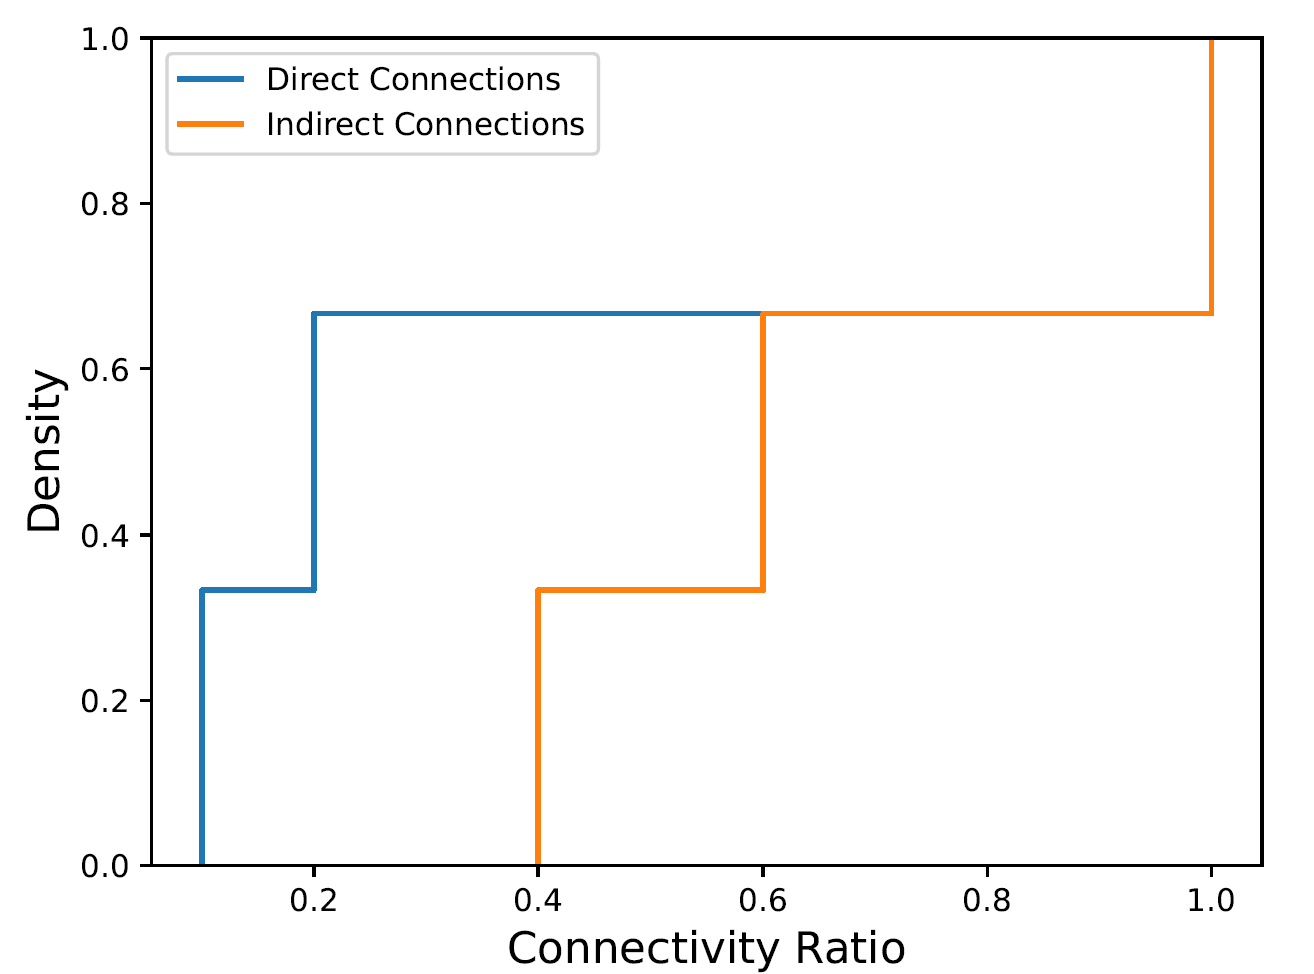 1.0
0.8
0.6
0.4
0.2
0.0
Density
Direct Connections
Indirect Connections
0.2 0.4 0.6 0.8 1.0
Connectivity Ratio